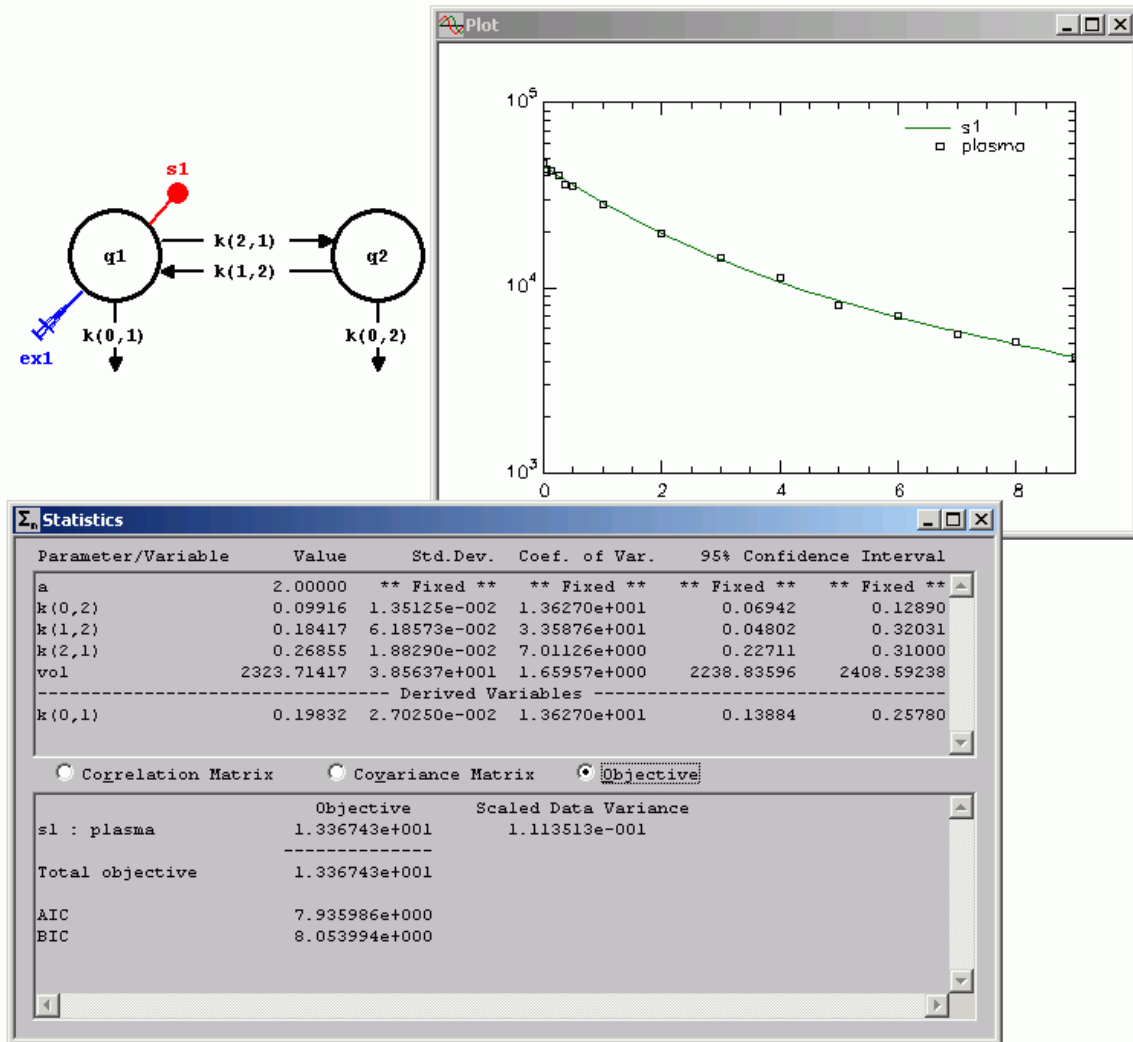 Plot
10^5
s1
plasma
10^4
10^3
0 2 4 6 8
s1
q1
k(2,1)
k(1,2)
q2
k(0,1)
k(0,2)
ex1
Σn Statistics
Parameter/Variable Value Std.Dev. Coef. of Var. 95% Confidence Interval
a 2.00000 ** Fixed ** ** Fixed ** ** Fixed ** ** Fixed **
k(0,2) 0.09916 1.35125e-002 1.36270e+001 0.06942 0.12890
k(1,2) 0.18417 6.18573e-002 3.35876e+001 0.04802 0.32031
k(2,1) 0.26855 1.88290e-002 7.01126e+000 0.22711 0.31000
vol 2323.71417 3.85637e+001 1.65957e+000 2238.83596 2408.59238
-------------------------------- Derived Variables --------------------------------
k(0,1) 0.19832 2.70250e-002 1.36270e+001 0.13884 0.25780
Correlation Matrix Covariance Matrix Objective
Objective Scaled Data Variance
s1 : plasma 1.336743e+001 1.113513e-001
--------------
Total objective 1.336743e+001
AIC 7.935986e+000
BIC 8.053994e+000